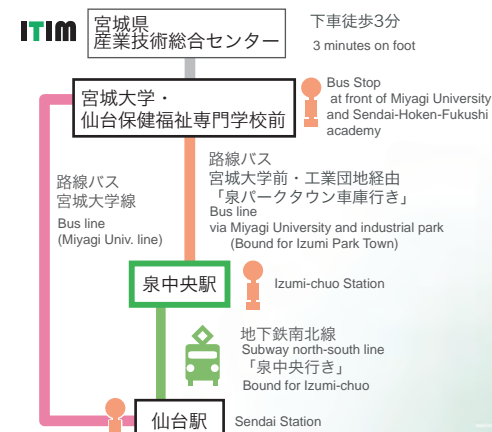 ITIM
宮城県
産業技術総合センター
下車徒歩3分
3 minutes on foot
宮城大学・
仙台保健福祉専門学校前
Bus Stop
at front of Miyagi University
and Sendai-Hoken-Fukushi
academy
路線バス
宮城大学線
Bus line
(Miyagi Univ. line)
路線バス
宮城大学前・工業団地経由
「泉パークタウン車庫行き」
Bus line
via Miyagi University and industrial park
(Bound for Izumi Park Town)
泉中央駅
Izumi-chuo Station
地下鉄南北線
Subway north-south line
「泉中央行き」
Bound for Izumi-chuo
仙台駅
Sendai Station